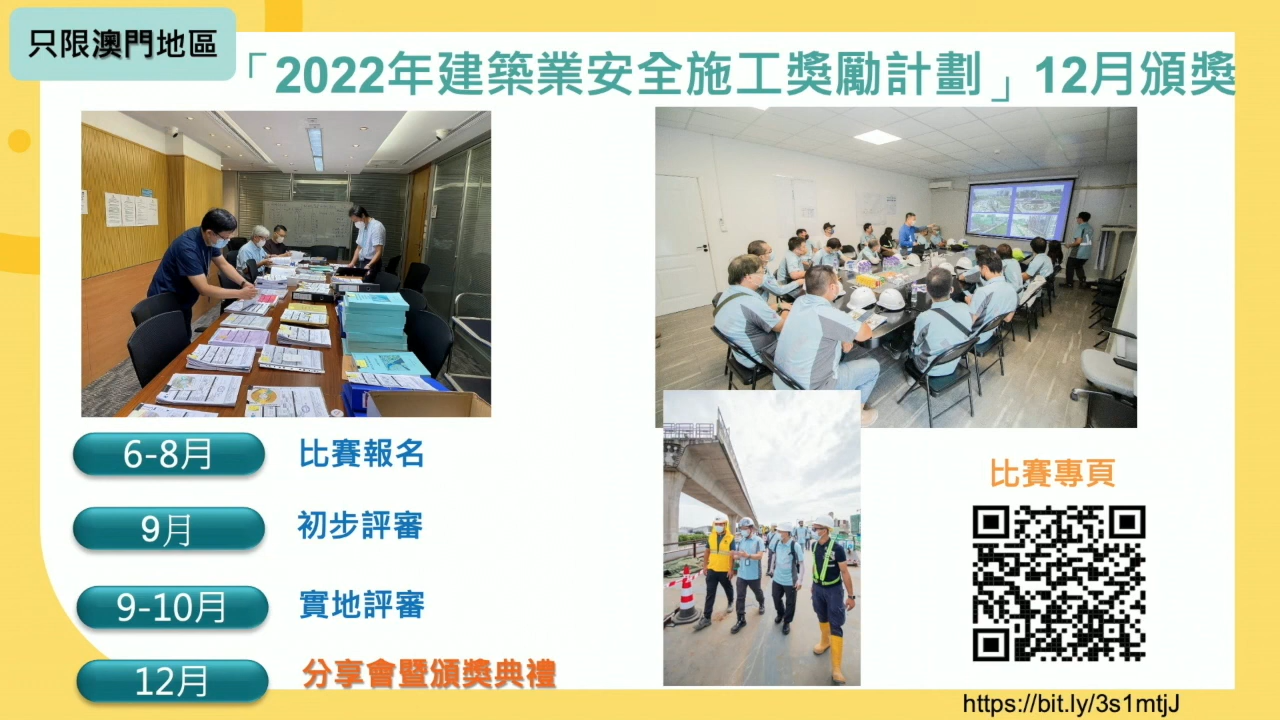 只限澳門地區
「2022年建築業安全施工獎勵計劃」12月頒獎
6-8月 比賽報名
9月 初步評審
9-10月 實地評審
12月 分享會暨頒獎典禮
比賽專頁
https://bit.ly/3s1mtjJ